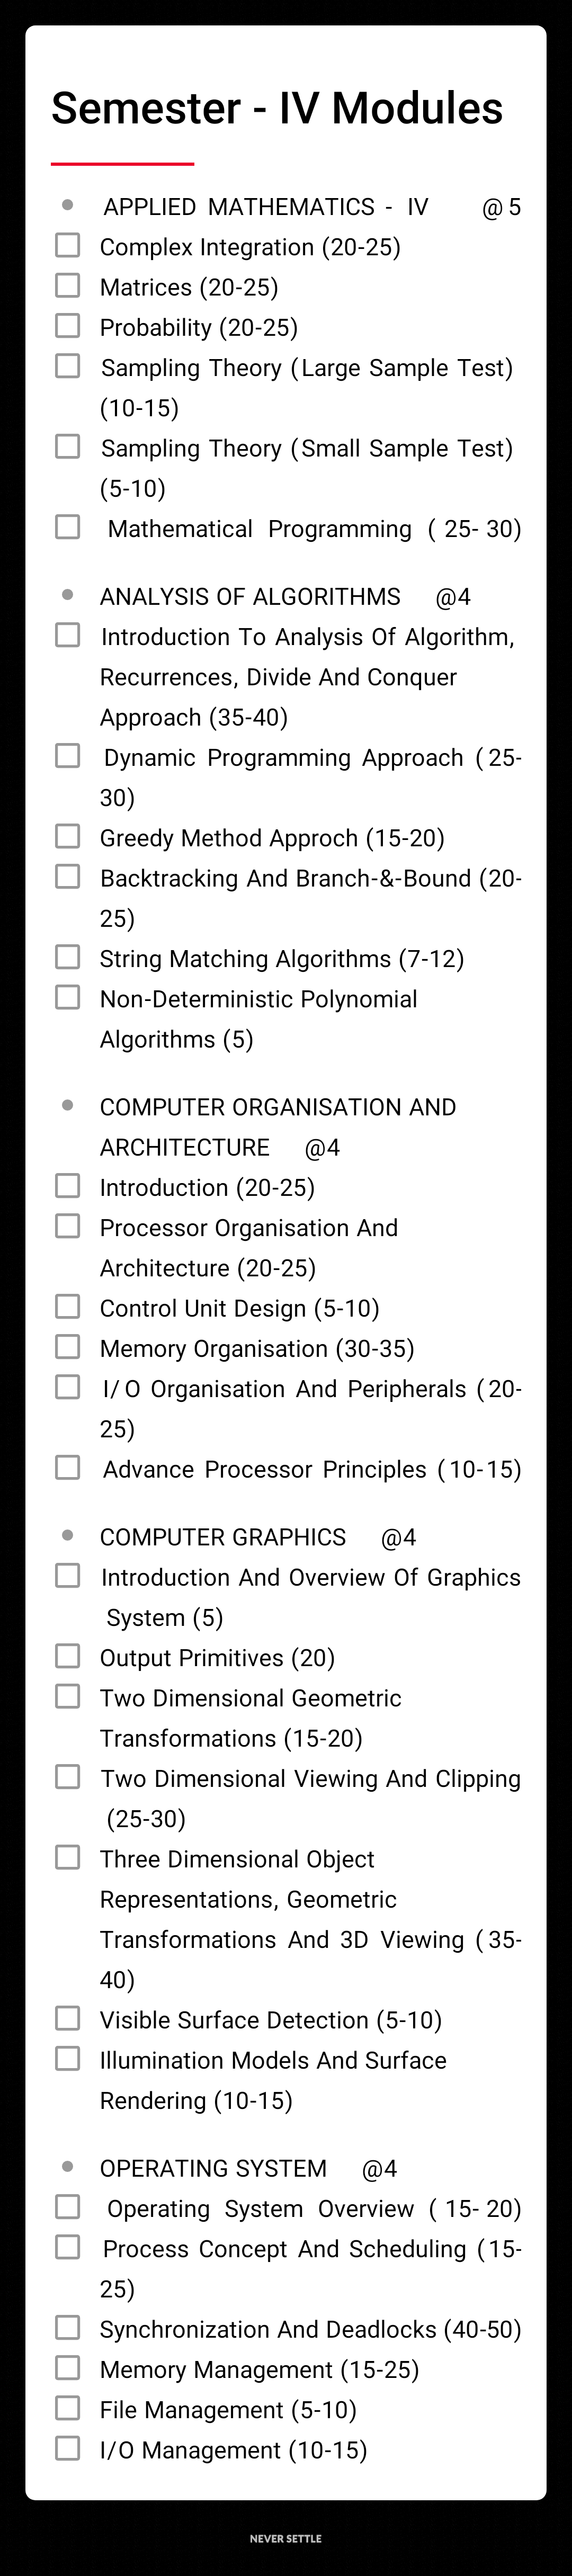 Semester - IV Modules
APPLIED MATHEMATICS - IV @5
Complex Integration (20-25)
Matrices (20-25)
Probability (20-25)
Sampling Theory (Large Sample Test)
(10-15)
Sampling Theory (Small Sample Test)
(5-10)
Mathematical Programming (25-30)
ANALYSIS OF ALGORITHMS @4
Introduction To Analysis Of Algorithm,
Recurrences, Divide And Conquer
Approach (35-40)
Dynamic Programming Approach (25-
30)
Greedy Method Approch (15-20)
Backtracking And Branch-&-Bound (20-
25)
String Matching Algorithms (7-12)
Non-Deterministic Polynomial
Algorithms (5)
COMPUTER ORGANISATION AND
ARCHITECTURE @4
Introduction (20-25)
Processor Organisation And
Architecture (20-25)
Control Unit Design (5-10)
Memory Organisation (30-35)
I/O Organisation And Peripherals (20-
25)
Advance Processor Principles (10-15)
COMPUTER GRAPHICS @4
Introduction And Overview Of Graphics
System (5)
Output Primitives (20)
Two Dimensional Geometric
Transformations (15-20)
Two Dimensional Viewing And Clipping
(25-30)
Three Dimensional Object
Representations, Geometric
Transformations And 3D Viewing (35-
40)
Visible Surface Detection (5-10)
Illumination Models And Surface
Rendering (10-15)
OPERATING SYSTEM @4
Operating System Overview (15-20)
Process Concept And Scheduling (15-
25)
Synchronization And Deadlocks (40-50)
Memory Management (15-25)
File Management (5-10)
I/O Management (10-15)
NEVER SETTLE